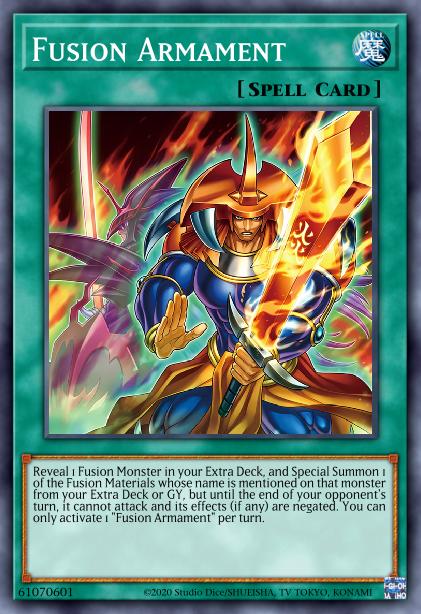 FUSION ARMAMENT
SPELL
魔
[SPELL CARD]
Reveal 1 Fusion Monster in your Extra Deck, and Special Summon 1
of the Fusion Materials whose name is mentioned on that monster
from your Extra Deck or GY, but until the end of your opponent's
turn, it cannot attack and its effects (if any) are negated. You can
only activate 1 "Fusion Armament" per turn.
61070601
©2020 Studio Dice/SHUEISHA, TV TOKYO, KONAMI